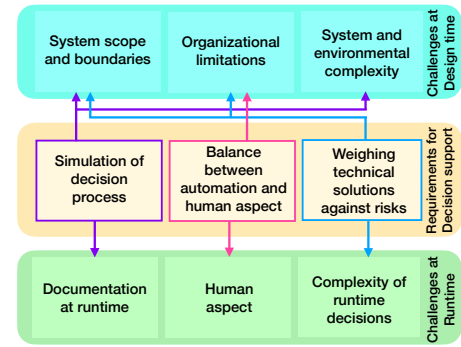 System scope
and boundaries
Organizational
limitations
System and
environmental
complexity
Challenges at
Design time
Simulation of
decision
process
Balance
between
automation and
human aspect
Weighing
technical
solutions
against risks
Requirements for
Decision support
Documentation
at runtime
Human
aspect
Complexity of
runtime
decisions
Challenges at
Runtime